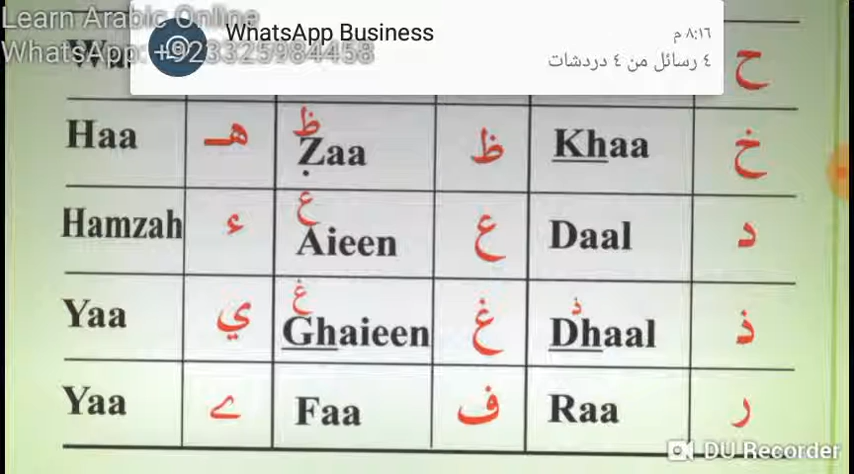 Learn Arabic Online
WhatsApp: +923325984458
WhatsApp Business
٨:١٦ م
٤ رسائل من ٤ دردشات
ح
Haa هـ Zaa ظ ظ Khaa خ
Hamzah ء Aieen ع ع Daal د
Yaa ي Ghaieen غ غ Dhaal ذ ذ
Yaa ے Faa ف Raa ر
DU Recorder